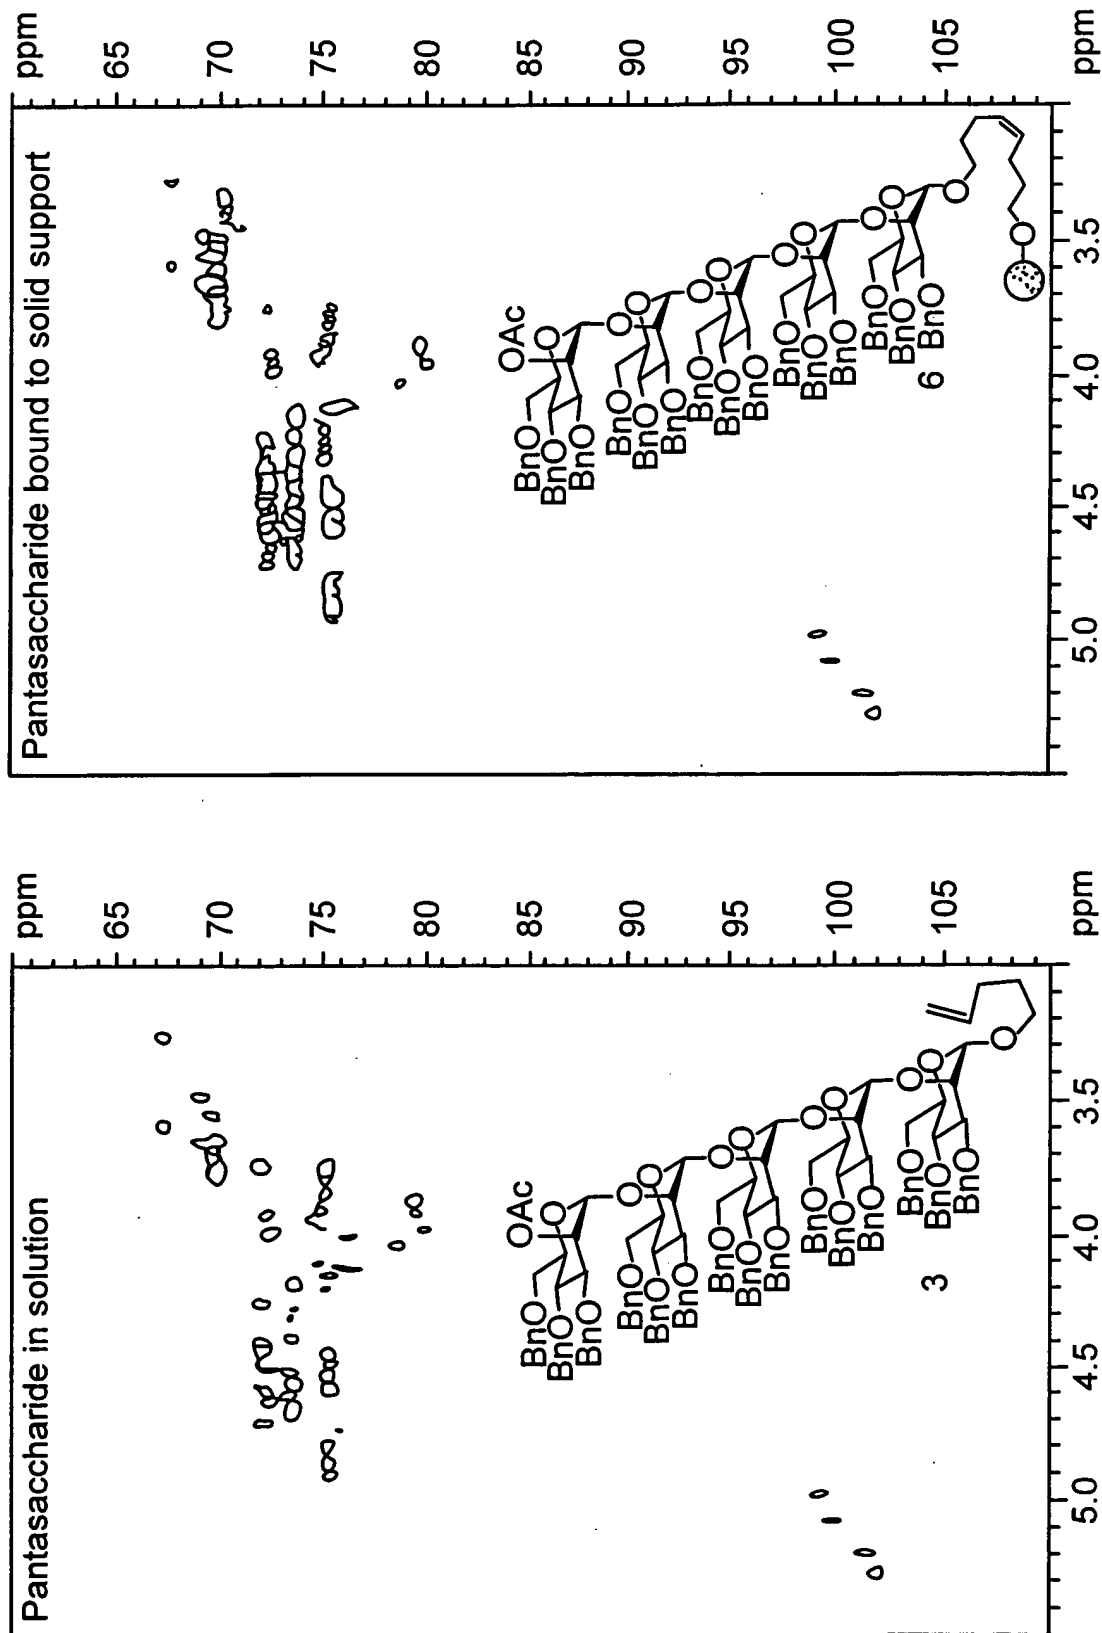 Pantasaccharide in solution
ppm
65
70
75
80
85
90
95
100
105
ppm
OAc
BnO O
BnO
BnO O
BnO O
BnO
BnO O
BnO O
BnO
BnO O
BnO O
BnO
BnO O
BnO O
BnO
BnO O
3
5.0 4.5 4.0 3.5
Pantasaccharide bound to solid support
ppm
65
70
75
80
85
90
95
100
105
ppm
OAc
BnO O
BnO
BnO O
BnO O
BnO
BnO O
BnO O
BnO
BnO O
BnO O
BnO
BnO O
BnO O
BnO
BnO O
6
O
5.0 4.5 4.0 3.5